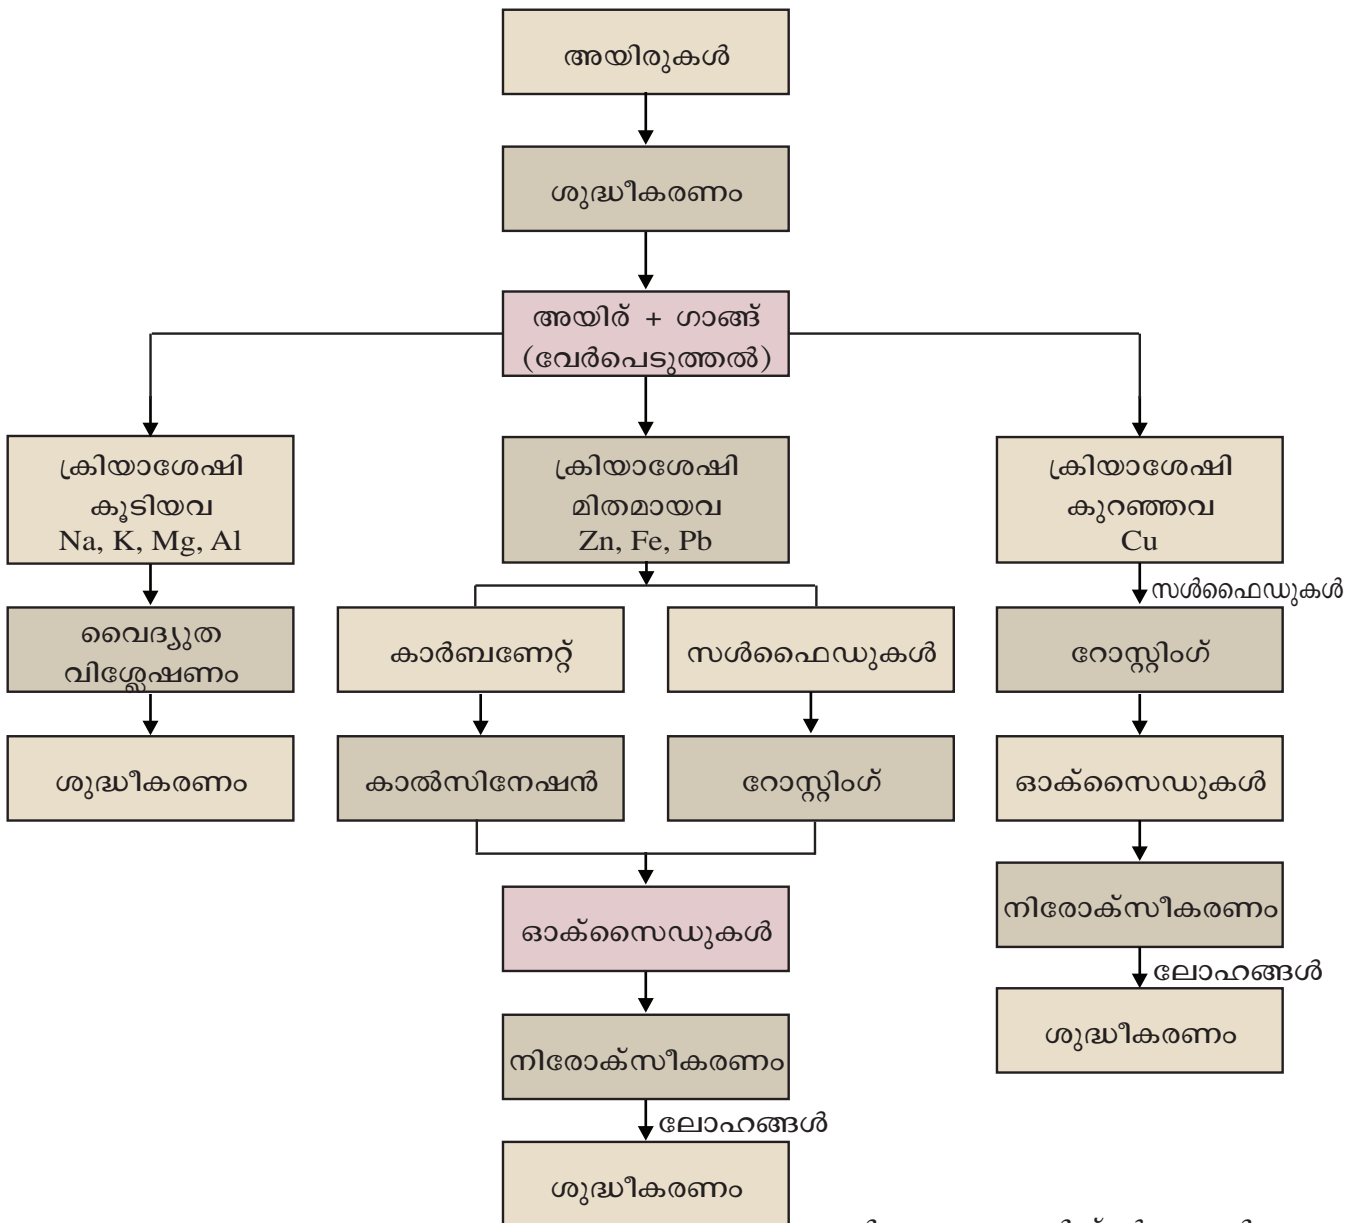 അയിരുകൾ
ശുദ്ധീകരണം
അയിര് + ഗാങ്ങ്
(വേർപെടുത്തൽ)
ക്രിയാശേഷി
കൂടിയവ
Na, K, Mg, Al
ക്രിയാശേഷി
മിതമായവ
Zn, Fe, Pb
ക്രിയാശേഷി
കുറഞ്ഞവ
Cu
സൾഫൈഡുകൾ
വൈദ്യുത
വിശ്ലേഷണം
കാർബണേറ്റ്
സൾഫൈഡുകൾ
റോസ്റ്റിംഗ്
ശുദ്ധീകരണം
കാൽസിനേഷൻ
റോസ്റ്റിംഗ്
ഓക്സൈഡുകൾ
ഓക്സൈഡുകൾ
നിരോക്സീകരണം
ലോഹങ്ങൾ
ശുദ്ധീകരണം
നിരോക്സീകരണം
ലോഹങ്ങൾ
ശുദ്ധീകരണം